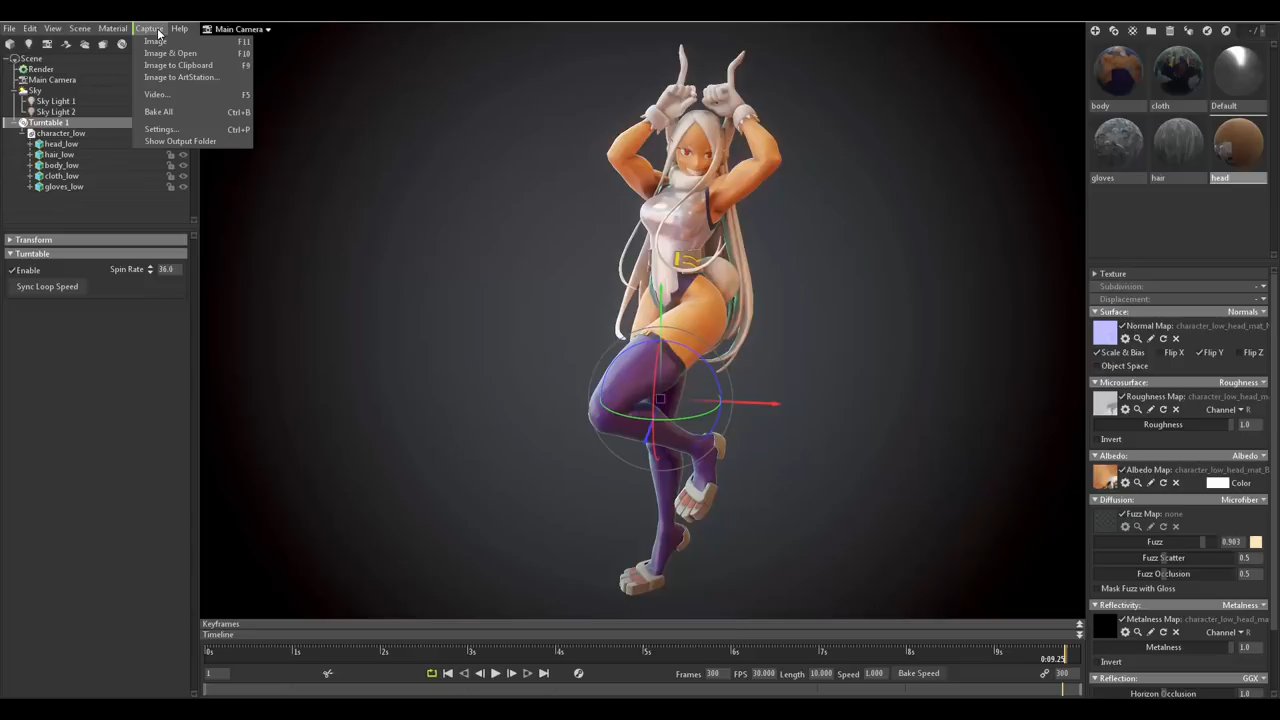 File Edit View Scene Material Capture Help Main Camera
Image F11
Image & Open F10
Image to Clipboard F9
Image to ArtStation...
Video... F5
Bake All Ctrl+B
Settings... Ctrl+P
Show Output Folder
Scene
Render
Main Camera
Sky
Sky Light 1
Sky Light 2
Turntable 1
character_low
head_low
hair_low
body_low
cloth_low
gloves_low
Transform
Turntable
Enable Spin Rate 36.0
Sync Loop Speed
Keyframes
Timeline
0s 1s 2s 3s 4s 5s 6s 7s 8s 9s
0:09.25
1 Frames 300 FPS 30.000 Length 10.000 Speed 1.000 Bake Speed 300
- /
body cloth Default
gloves hair head
Texture
Subdivision: -
Displacement: -
Surface: Normals
Normal Map: character_low_head_mat_N
Scale & Bias Flip X Flip Y Flip Z
Object Space
Microsurface: Roughness
Roughness Map: character_low_head_mat
Channel R
Roughness 1.0
Invert
Albedo: Albedo
Albedo Map: character_low_head_mat_B
Color
Diffusion: Microfiber
Fuzz Map: none
Fuzz 0.903
Fuzz Scatter 0.5
Fuzz Occlusion 0.5
Mask Fuzz with Gloss
Reflectivity: Metalness
Metalness Map: character_low_head_ma
Channel R
Metalness 1.0
Invert
Reflection: GGX
Horizon Occlusion 1.0